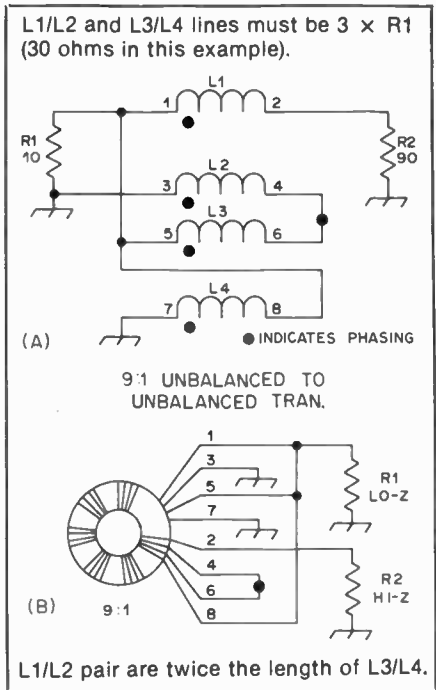 L1/L2 and L3/L4 lines must be 3 × R1
(30 ohms in this example).
L1
1 2
R1
10
R2
90
L2
3 4
L3
5 6
L4
7 8
(A)
● INDICATES PHASING
9:1 UNBALANCED TO
UNBALANCED TRAN.
1
3
5
7
2
4
6
8
R1
LO-Z
R2
HI-Z
(B)
9:1
L1/L2 pair are twice the length of L3/L4.